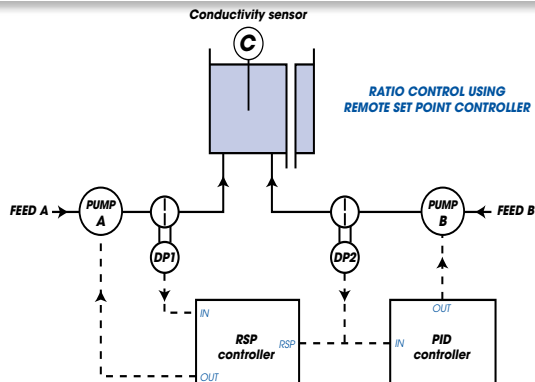 Conductivity sensor
C
RATIO CONTROL USING
REMOTE SET POINT CONTROLLER
FEED A
PUMP
A
PUMP
B
FEED B
DP1
DP2
IN
RSP
controller
RSP
OUT
OUT
IN
PID
controller